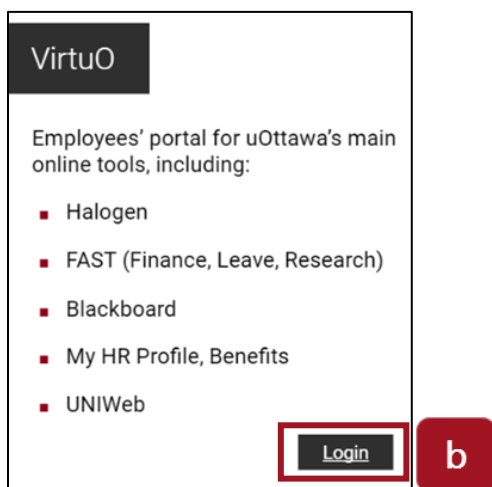 VirtuO
Employees’ portal for uOttawa’s main
online tools, including:
Halogen
FAST (Finance, Leave, Research)
Blackboard
My HR Profile, Benefits
UNIWeb
Login
b